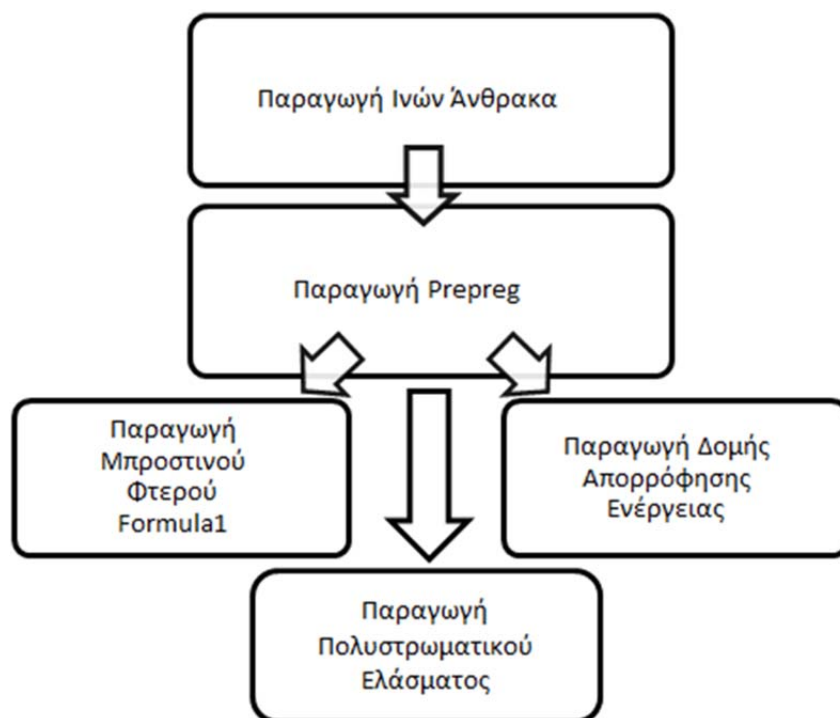 Παραγωγή Ινών Άνθρακα
Παραγωγή Prepreg
Παραγωγή
Μπροστινού
Φτερού
Formula1
Παραγωγή Δομής
Απορρόφησης
Ενέργειας
Παραγωγή
Πολυστρωματικού
Ελάσματος